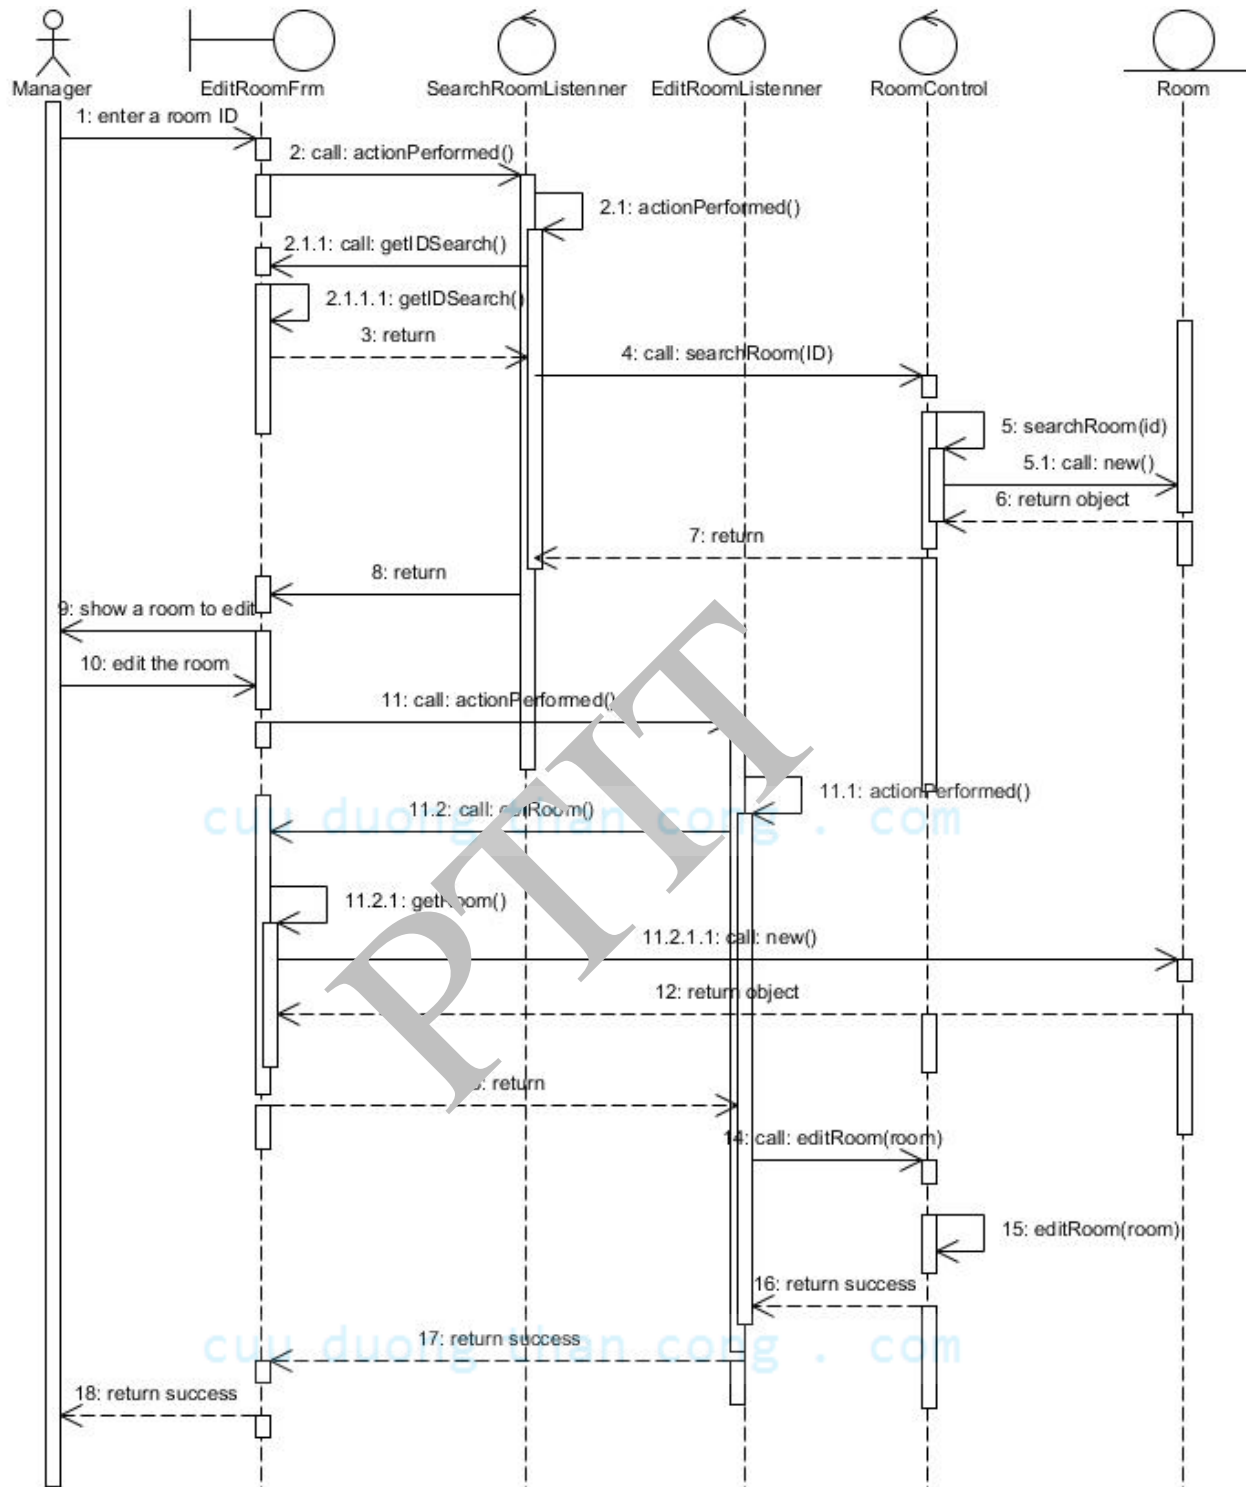 Manager EditRoomFrm SearchRoomListenner EditRoomListenner RoomControl Room
1: enter a room ID
2: call: actionPerformed()
2.1: actionPerformed()
2.1.1: call: getIDSearch()
2.1.1.1: getIDSearch()
3: return
4: call: searchRoom(ID)
5: searchRoom(id)
5.1: call: new()
6: return object
7: return
8: return
9: show a room to edit
10: edit the room
11: call: actionPerformed()
11.1: actionPerformed()
cuu duong than cong . com
11.2: call: Room()
11.2.1: getRoom()
11.2.1.1: call: new()
12: return object
: return
14: call: editRoom(room)
15: editRoom(room)
16: return success
17: return success
cuu duong than cong . com
18: return success
PTIT